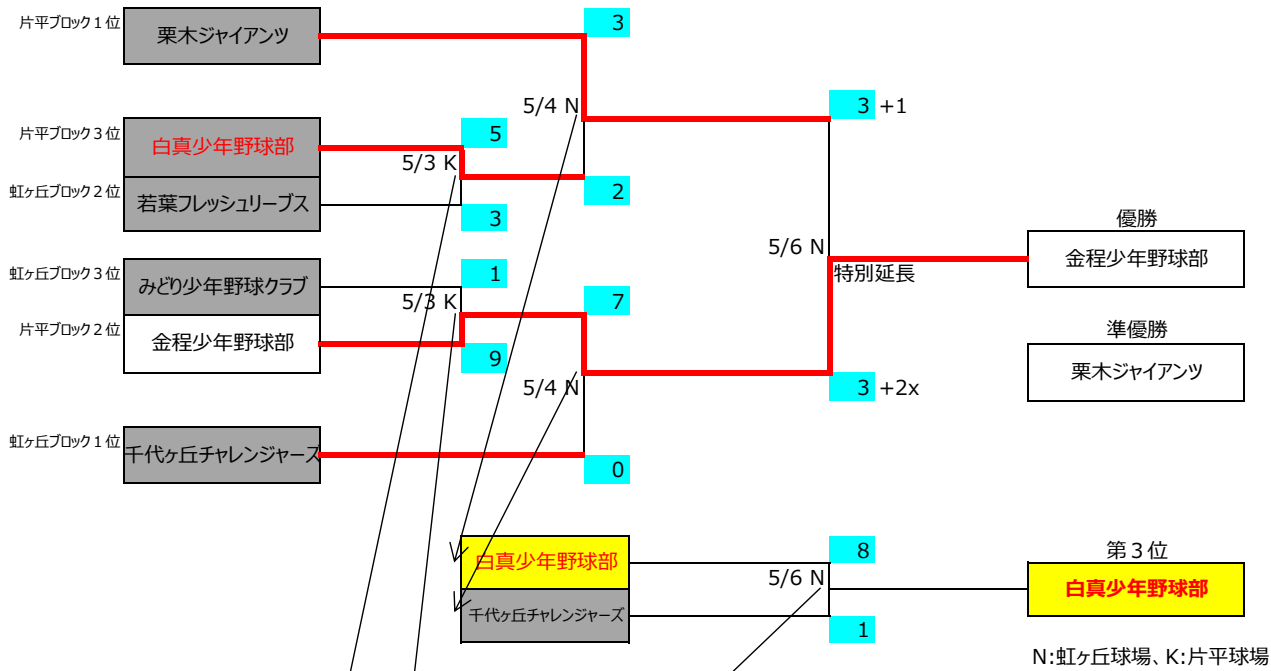 片平ブロック１位
栗木ジャイアンツ
3
5/4 N
3 +1
片平ブロック３位
白真少年野球部
5
5/3 K
虹ヶ丘ブロック２位
若葉フレッシュリーブス
2
3
優勝
5/6 N
金程少年野球部
特別延長
虹ヶ丘ブロック３位
みどり少年野球クラブ
1
5/3 K
7
片平ブロック２位
金程少年野球部
9
準優勝
栗木ジャイアンツ
5/4 N
3 +2x
虹ヶ丘ブロック１位
千代ヶ丘チャレンジャーズ
0
白真少年野球部
8
第３位
5/6 N
白真少年野球部
千代ヶ丘チャレンジャーズ
1
N:虹ヶ丘球場、K:片平球場